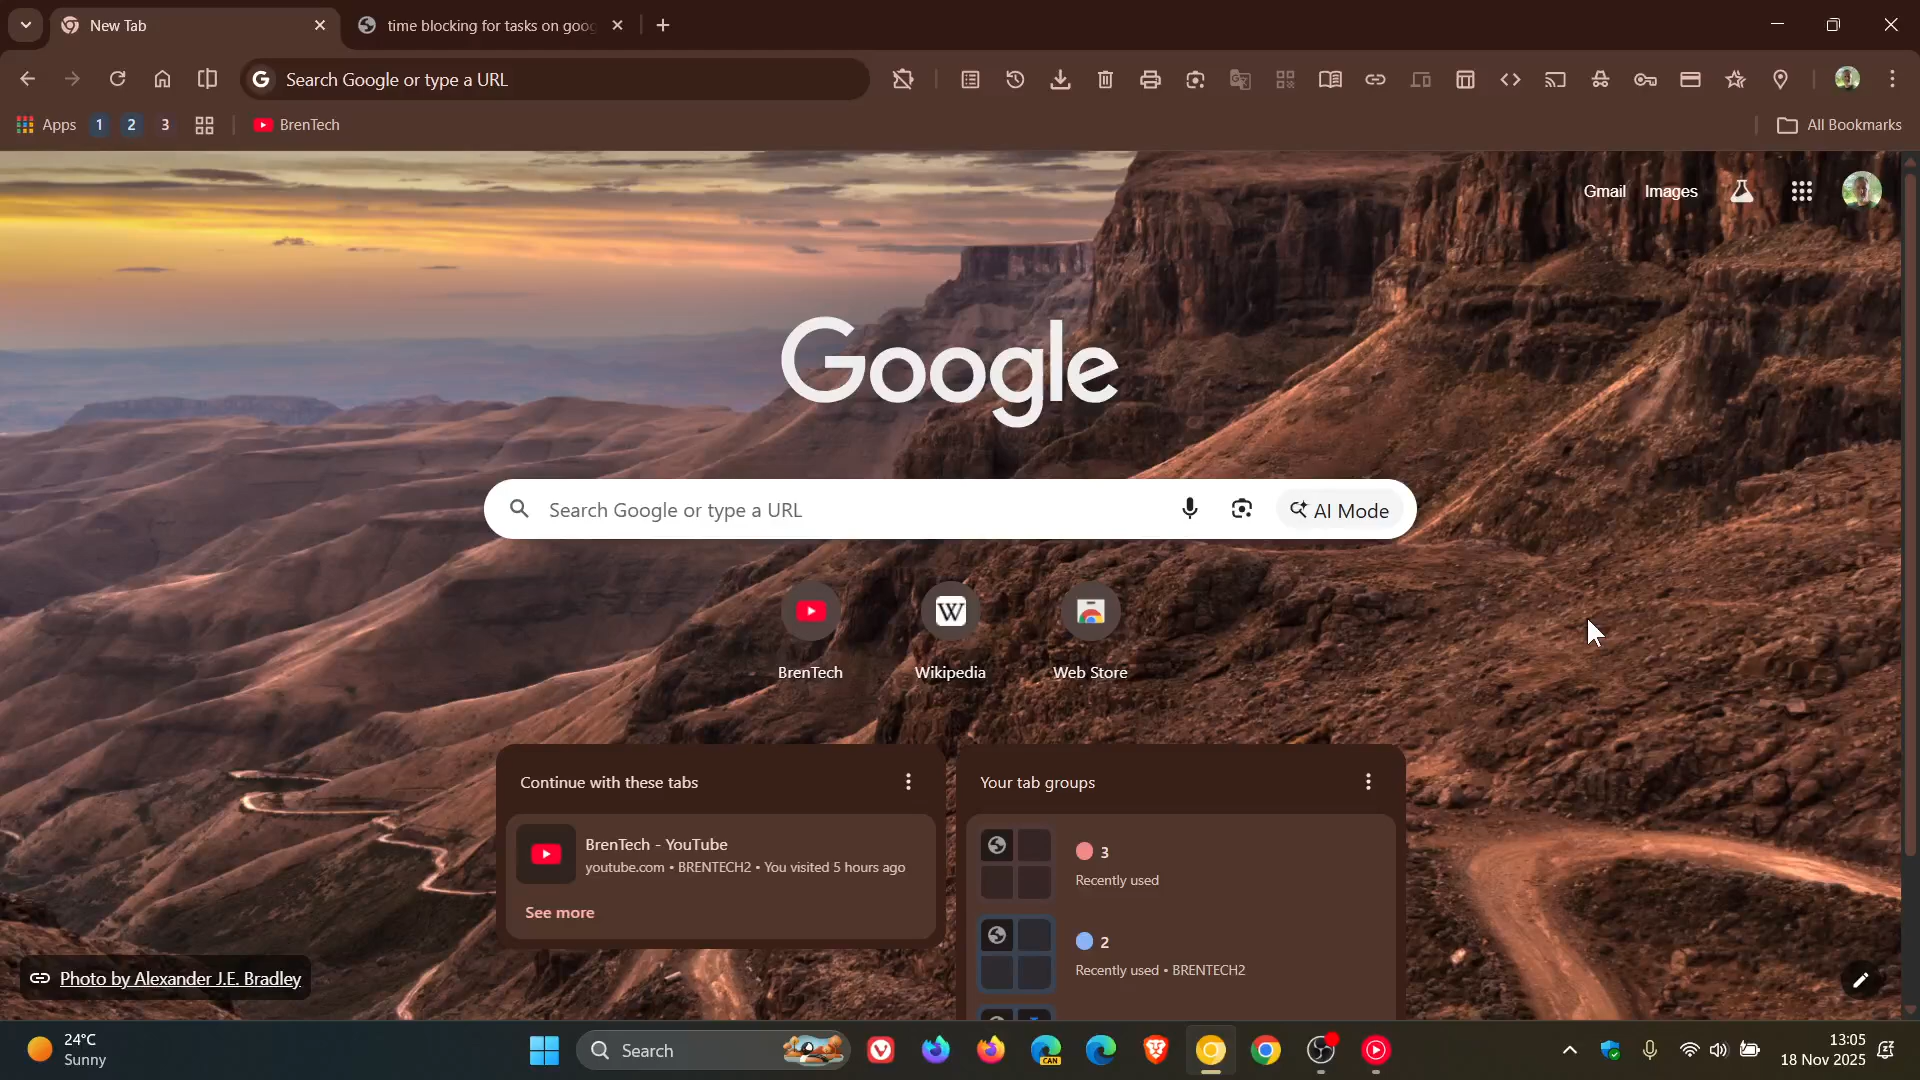 New Tab
time blocking for tasks on goog
Search Google or type a URL
Apps
1
2
3
BrenTech
All Bookmarks
Gmail
Images
Google
Search Google or type a URL
AI Mode
BrenTech
Wikipedia
Web Store
Continue with these tabs
BrenTech - YouTube
youtube.com • BRENTECH2 • You visited 5 hours ago
See more
Your tab groups
3
Recently used
2
Recently used • BRENTECH2
Photo by Alexander J.E. Bradley
24°C
Sunny
Search
CAN
13:05
18 Nov 2025